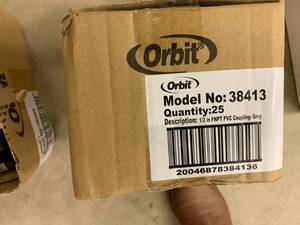 Orbit®
Orbit
Model No: 38413
Quantity:25
Description: 1/2 in FNPT PVC Coupling: Grey
20046878384136